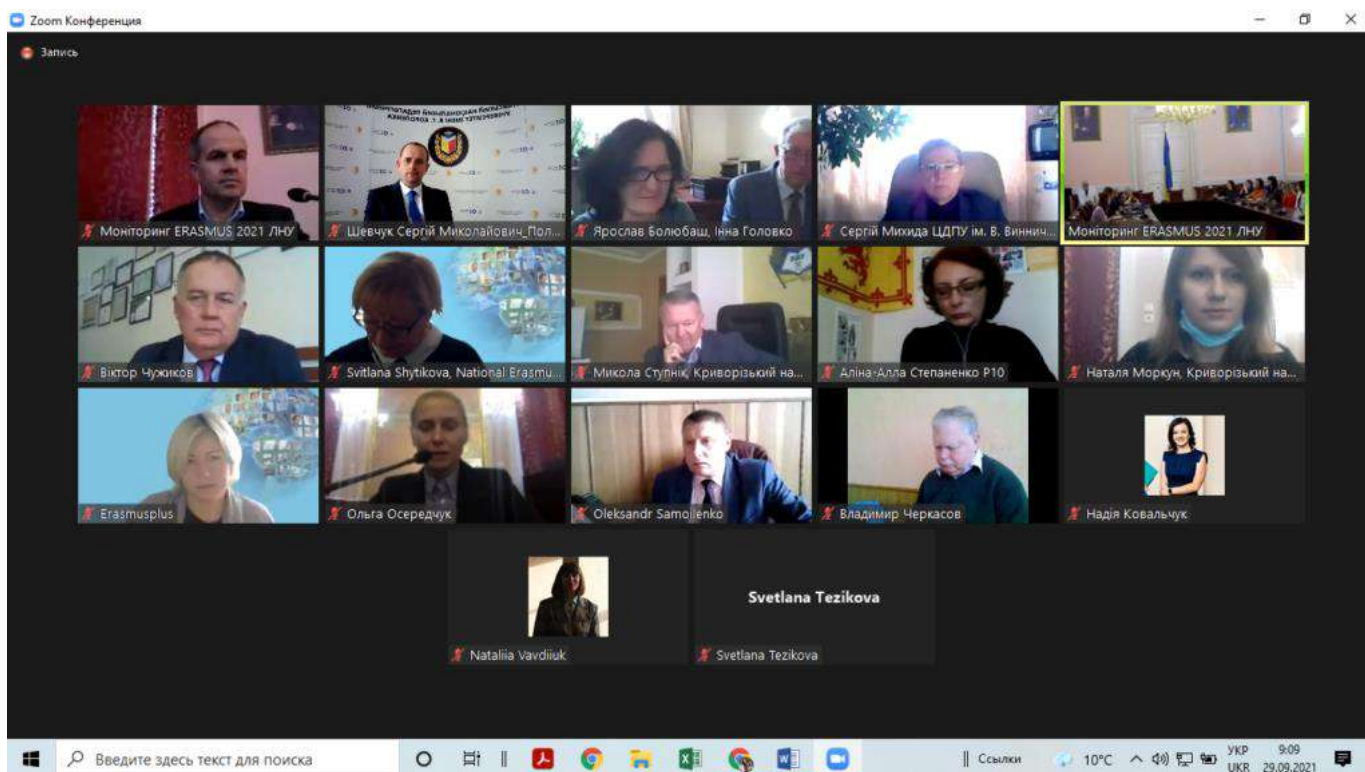 Zoom Конференция
Запись
Моніторинг ERASMUS 2021 ЛНУ
Шевчук Сергій Миколайович_Пол...
Ярослав Болюбаш, Інна Головко
Сергій Михида ЦДПУ ім. В. Виннич...
Моніторинг ERASMUS 2021 ЛНУ
Віктор Чужиков
Svitlana Shytikova, National Erasmu...
Микола Ступнік, Криворізький на...
Аліна-Алла Степаненко Р10
Наталя Моркун, Криворізький на...
Erasmusplus
Ольга Осередчук
Oleksandr Samoilenko
Владимир Черкасов
Надія Ковальчук
Nataliia Vavdiiuk
Svetlana Tezikova
Svetlana Tezikova
Введите здесь текст для поиска
Ссылки
10°C
УКР
UKR
9:09
29.09.2021